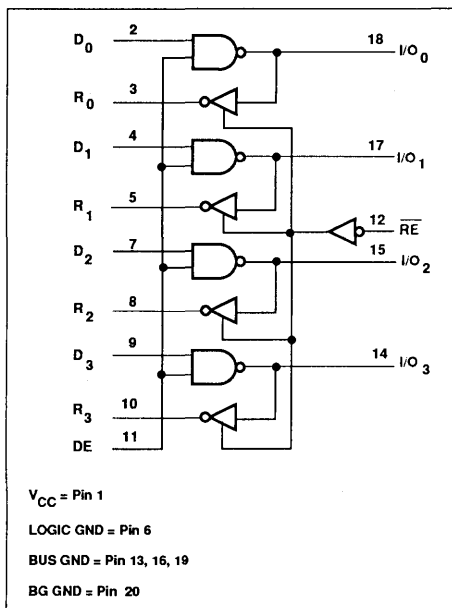 D0 2 18 I/O0
R0 3
D1 4 17 I/O1
R1 5
12 RE
D2 7 15 I/O2
R2 8
D3 9 14 I/O3
R3 10
DE 11
VCC = Pin 1
LOGIC GND = Pin 6
BUS GND = Pin 13, 16, 19
BG GND = Pin 20